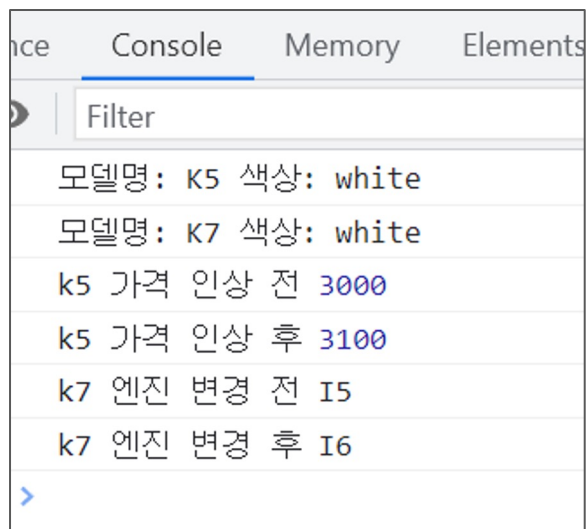 nce Console Memory Elements
Filter
모델명: K5 색상: white
모델명: K7 색상: white
k5 가격 인상 전 3000
k5 가격 인상 후 3100
k7 엔진 변경 전 I5
k7 엔진 변경 후 I6
>